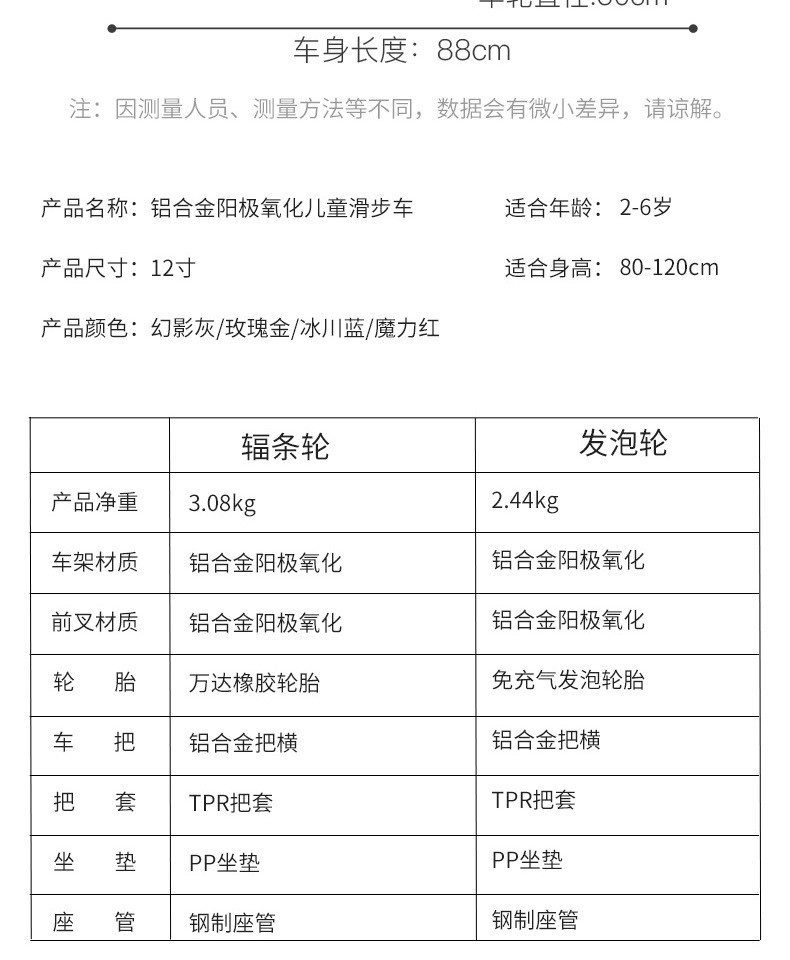 车身长度：88cm
注：因测量人员、测量方法等不同，数据会有微小差异，请谅解。
产品名称：铝合金阳极氧化儿童滑步车 适合年龄：2-6岁
产品尺寸：12寸 适合身高：80-120cm
产品颜色：幻影灰/玫瑰金/冰川蓝/魔力红
辐条轮 发泡轮
产品净重 3.08kg 2.44kg
车架材质 铝合金阳极氧化 铝合金阳极氧化
前叉材质 铝合金阳极氧化 铝合金阳极氧化
轮胎 万达橡胶轮胎 免充气发泡轮胎
车把 铝合金把横 铝合金把横
把套 TPR把套 TPR把套
坐垫 PP坐垫 PP坐垫
座管 钢制座管 钢制座管